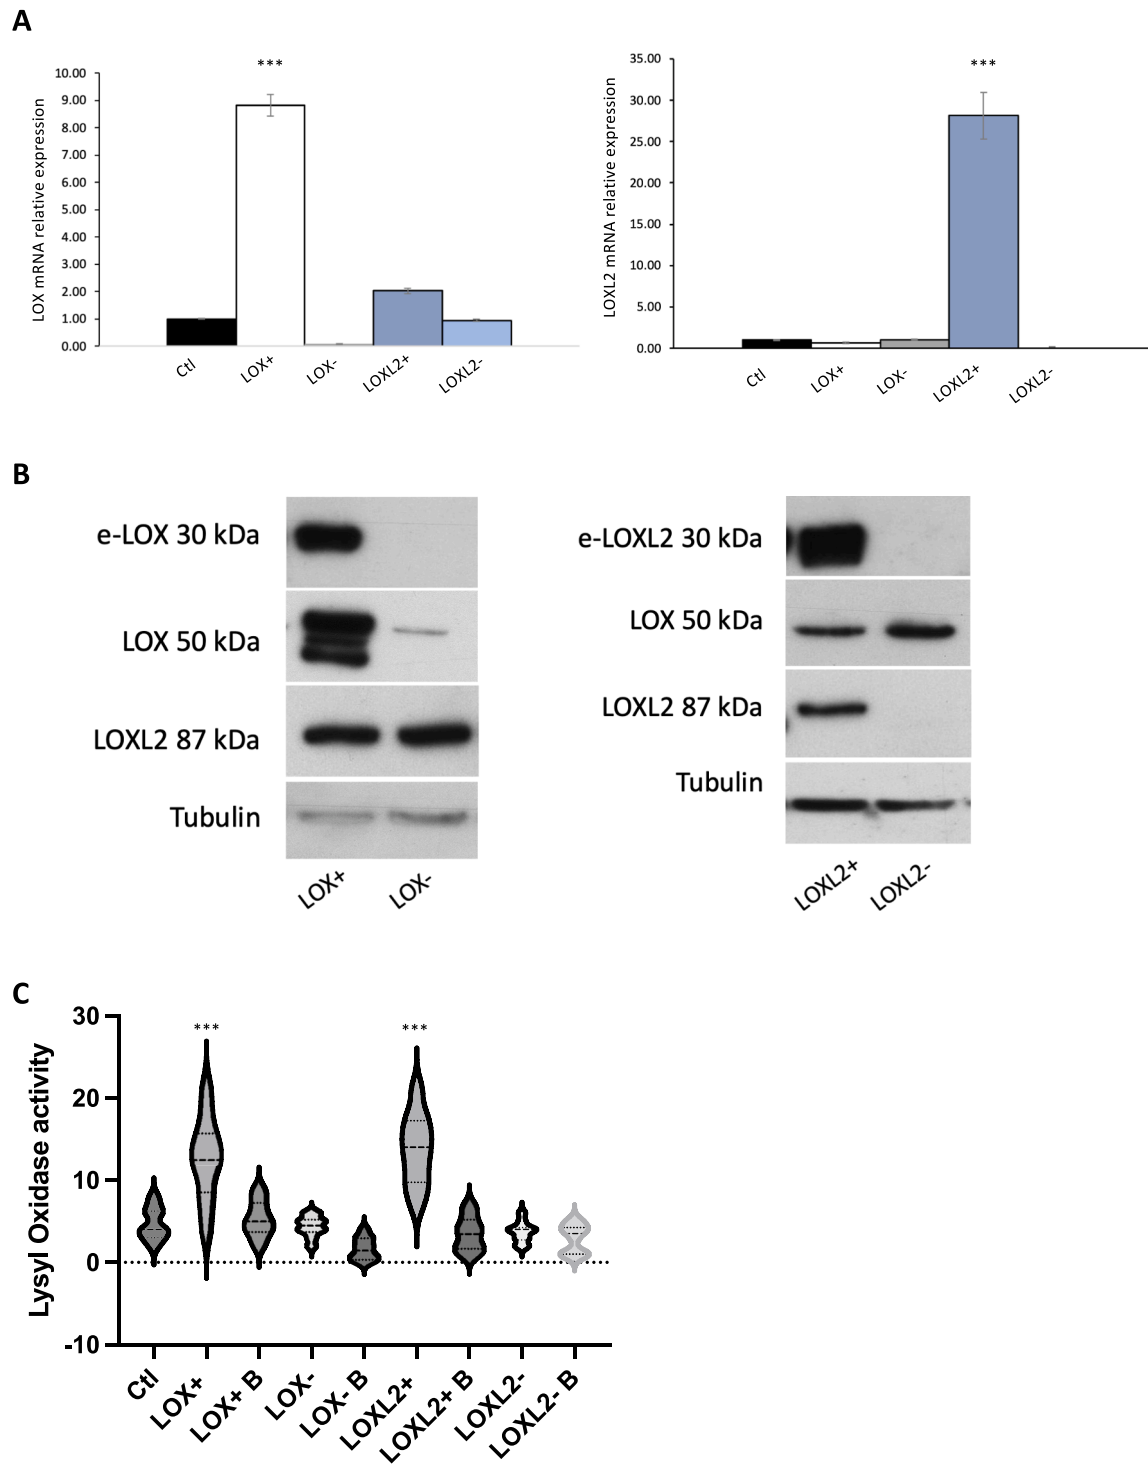 A
LOX mRNA relative expression
10.00
9.00
8.00
7.00
6.00
5.00
4.00
3.00
2.00
1.00
0.00
***
Ctl
LOX+
LOX-
LOXL2+
LOXL2-
LOXL2 mRNA relative expression
35.00
30.00
25.00
20.00
15.00
10.00
5.00
0.00
***
Ctl
LOX+
LOX-
LOXL2+
LOXL2-
B
e-LOX 30 kDa
LOX 50 kDa
LOXL2 87 kDa
Tubulin
LOX+
LOX-
e-LOXL2 30 kDa
LOX 50 kDa
LOXL2 87 kDa
Tubulin
LOXL2+
LOXL2-
C
Lysyl Oxidase activity
30
20
10
0
-10
***
***
Ctl
LOX+
LOX+ B
LOX-
LOX- B
LOXL2+
LOXL2+ B
LOXL2-
LOXL2- B